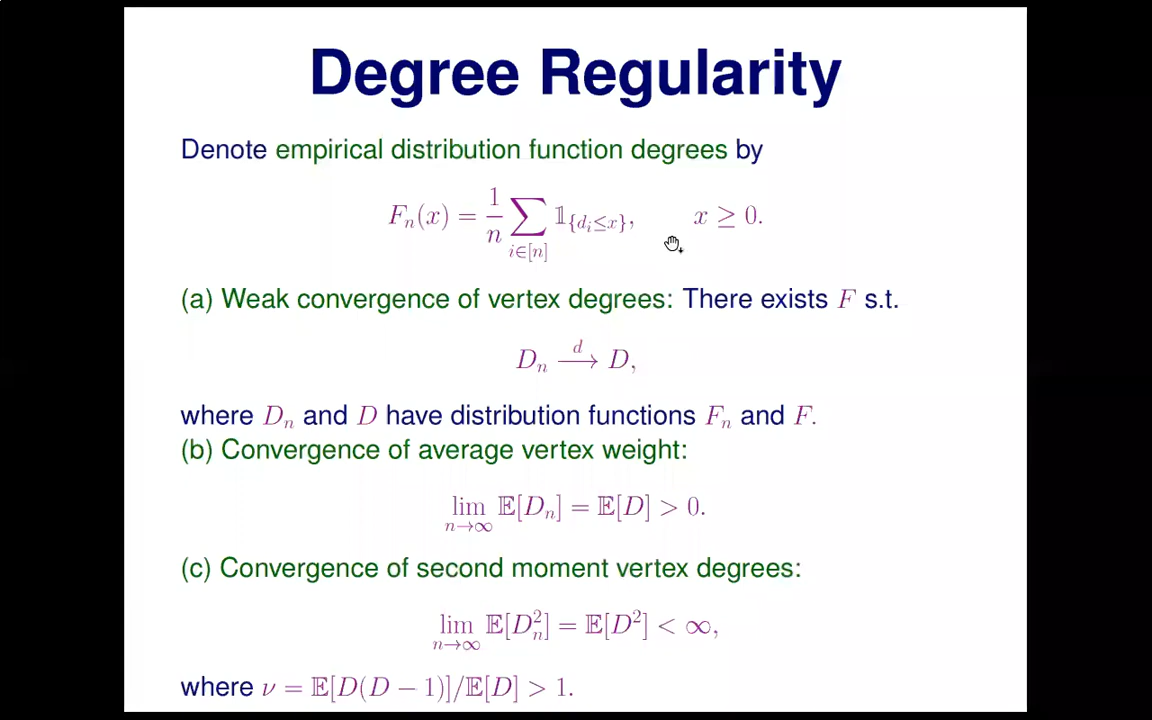 Degree Regularity
Denote empirical distribution function degrees by
$F_n(x) = \frac{1}{n} \sum_{i \in [n]} \mathbb{1}_{\{d_i \leq x\}}, \qquad x \geq 0.$
(a) Weak convergence of vertex degrees: There exists $F$ s.t.
$D_n \xrightarrow{d} D,$
where $D_n$ and $D$ have distribution functions $F_n$ and $F$.
(b) Convergence of average vertex weight:
$\lim_{n \to \infty} \mathbb{E}[D_n] = \mathbb{E}[D] > 0.$
(c) Convergence of second moment vertex degrees:
$\lim_{n \to \infty} \mathbb{E}[D_n^2] = \mathbb{E}[D^2] < \infty,$
where $\nu = \mathbb{E}[D(D-1)]/\mathbb{E}[D] > 1.$